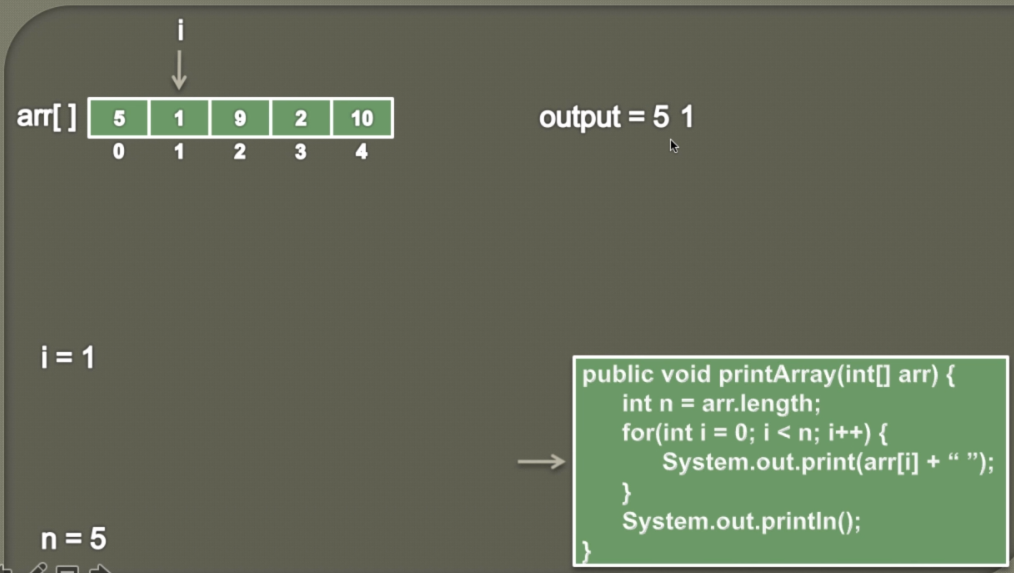 i
arr[ ] 5 1 9 2 10
0 1 2 3 4
output = 5 1
i = 1
n = 5
public void printArray(int[] arr) {
int n = arr.length;
for(int i = 0; i < n; i++) {
System.out.print(arr[i] + “ ”);
}
System.out.println();
}